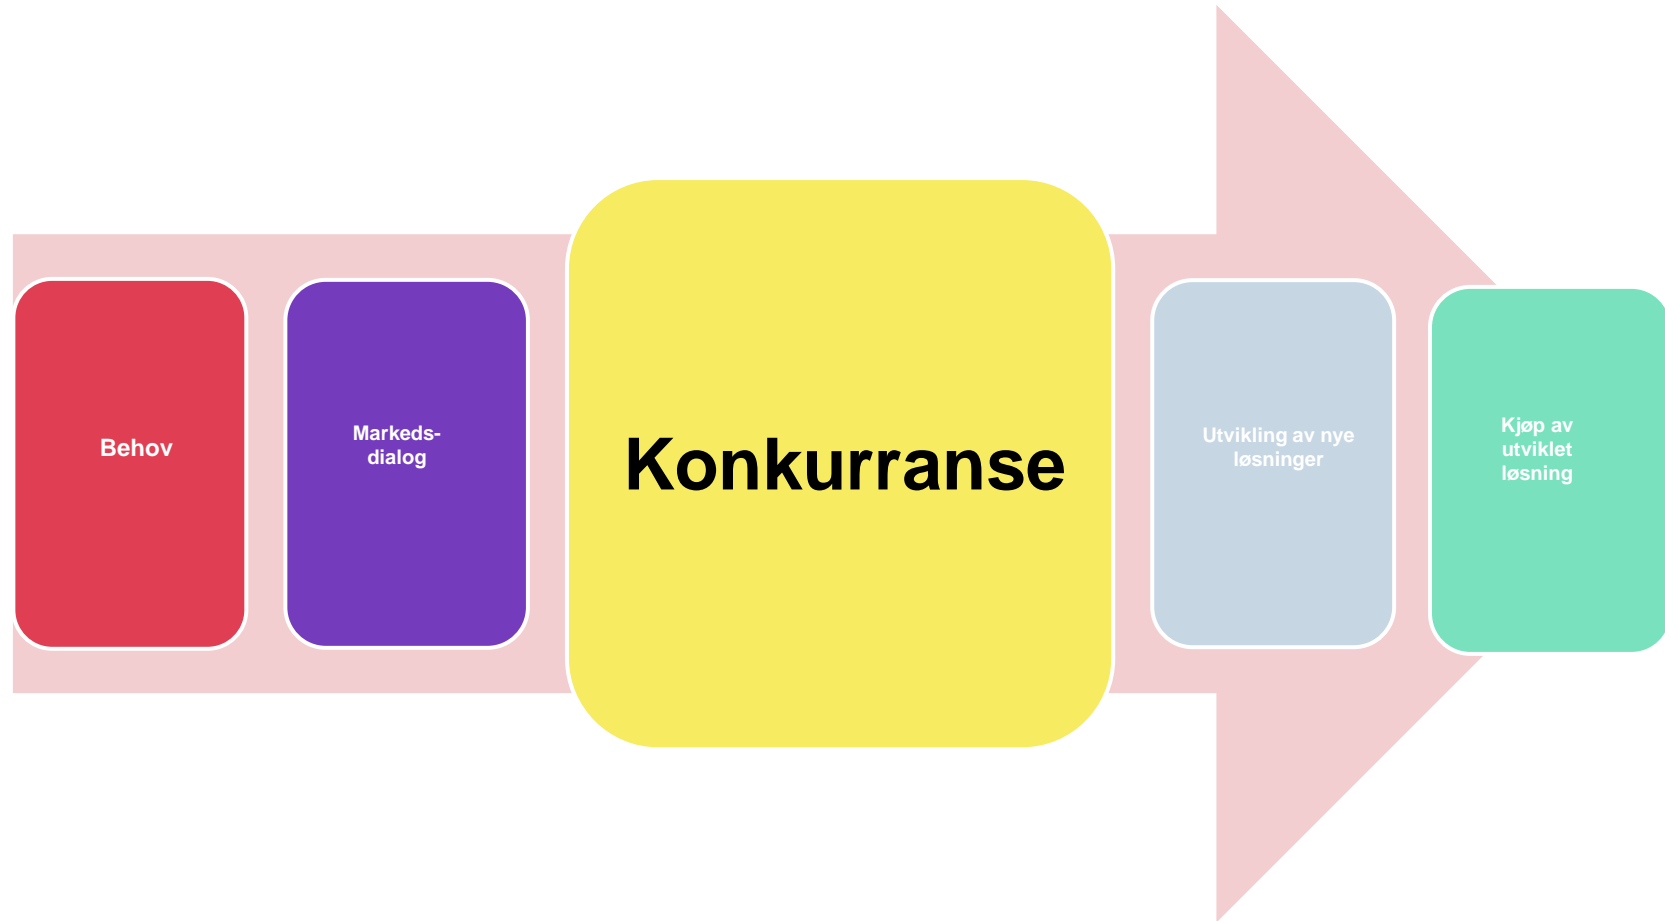 Behov
Markeds-
dialog
Konkurranse
Utvikling av nye
løsninger
Kjøp av
utviklet
løsning